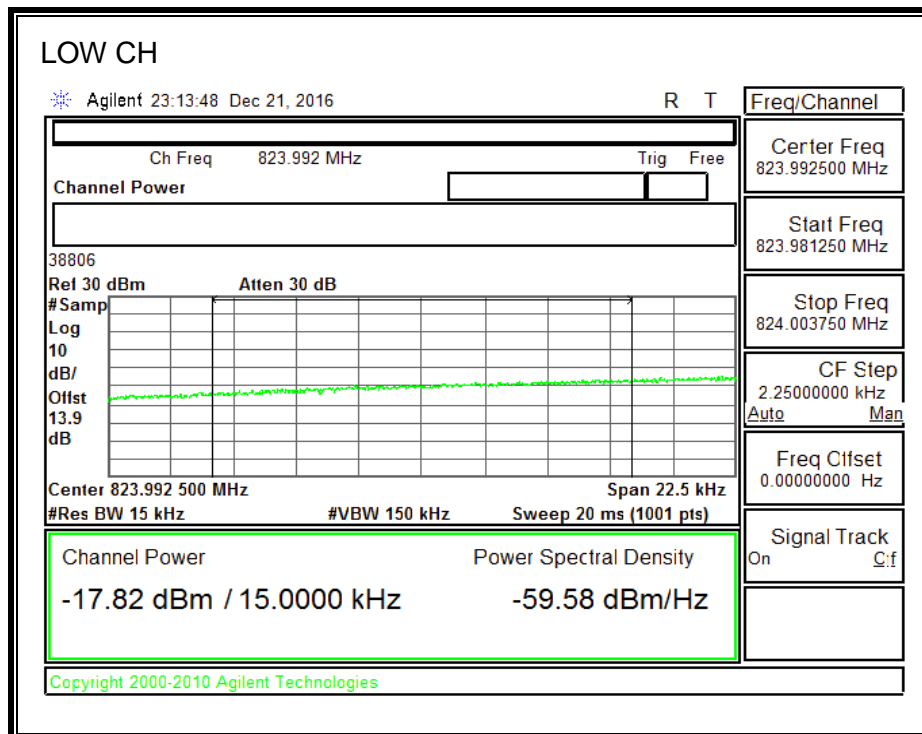 LOW CH
Agilent 23:13:48 Dec 21, 2016 R T
Freq/Channel
Ch Freq 823.992 MHz Trig Free
Channel Power
Center Freq
823.992500 MHz
Start Freq
823.981250 MHz
Stop Freq
824.003750 MHz
CF Step
2.25000000 kHz
Auto Man
Freq Offset
0.00000000 Hz
Signal Track
On Off
38806
Ref 30 dBm Atten 30 dB
#Samp
Log
10
dB/
Offst
13.9
dB
Center 823.992 500 MHz Span 22.5 kHz
#Res BW 15 kHz #VBW 150 kHz Sweep 20 ms (1001 pts)
Channel Power Power Spectral Density
-17.82 dBm / 15.0000 kHz -59.58 dBm/Hz
Copyright 2000-2010 Agilent Technologies